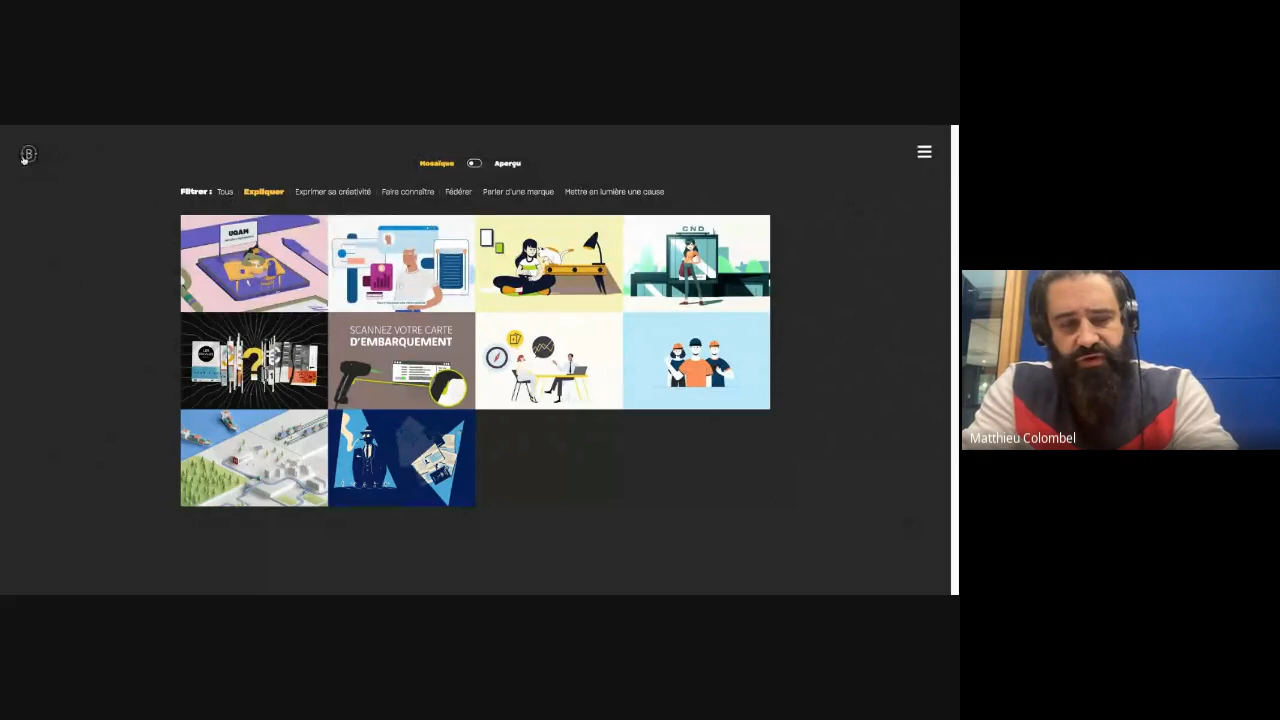 B
Mosaïque Aperçu
Filtrer : Tous Expliquer Exprimer sa créativité Faire connaître Fédérer Parler d'une marque Mettre en lumière une cause
UQAM
CND
SCANNEZ VOTRE CARTE
D'EMBARQUEMENT
?
Matthieu Colombel